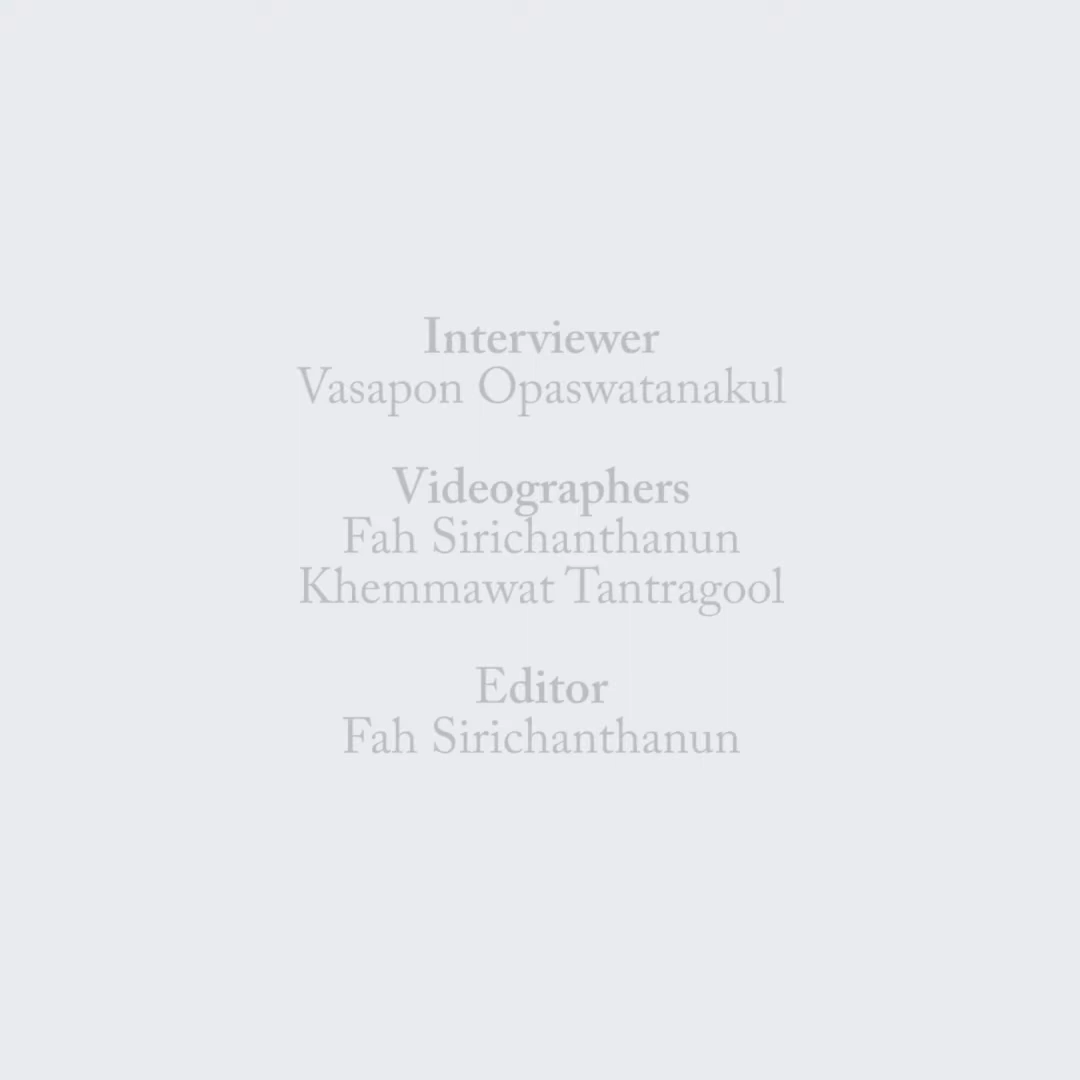 Interviewer
Vasapon Opaswatanakul
Videographers
Fah Sirichanthanun
Khemmawat Tantragool
Editor
Fah Sirichanthanun